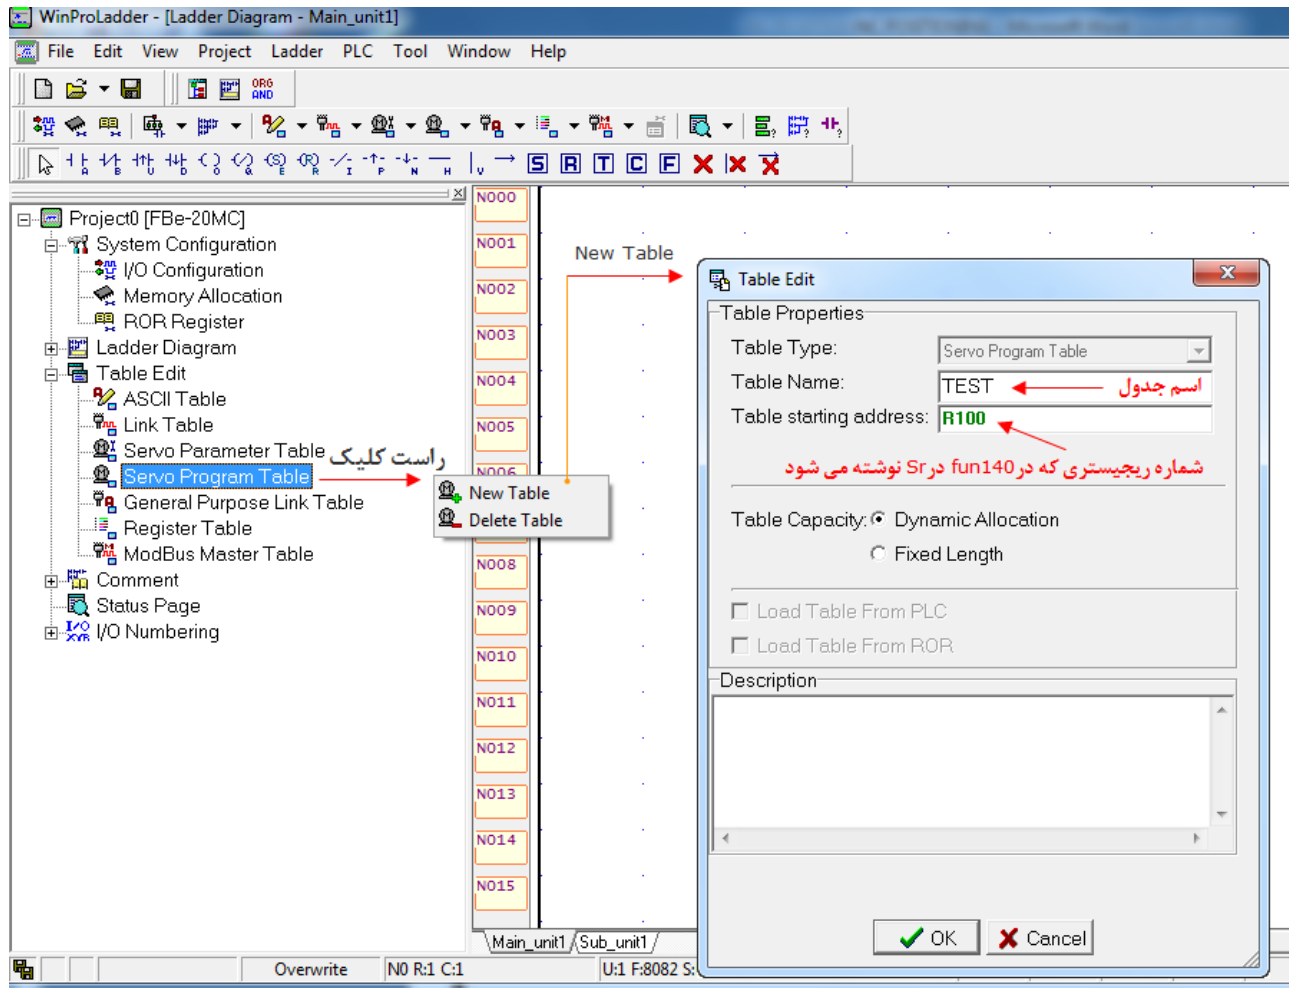 WinProLadder - [Ladder Diagram - Main_unit1]
File Edit View Project Ladder PLC Tool Window Help
ORG
AND
A B U D O Q E R I P N H V S R T C F
Project0 [FBe-20MC]
System Configuration
I/O Configuration
Memory Allocation
ROR Register
Ladder Diagram
Table Edit
ASCII Table
Link Table
Servo Parameter Table
Servo Program Table
General Purpose Link Table
Register Table
ModBus Master Table
Comment
Status Page
I/O Numbering
راست کلیک
New Table
Delete Table
N000
N001
N002
N003
N004
N005
N006
N008
N009
N010
N011
N012
N013
N014
N015
New Table
Table Edit
Table Properties
Table Type: Servo Program Table
Table Name: TEST
اسم جدول
Table starting address: R100
شماره ریجیستری که در fun140 در Sr نوشته می شود
Table Capacity: Dynamic Allocation
Fixed Length
Load Table From PLC
Load Table From ROR
Description
OK Cancel
Main_unit1 Sub_unit1
Overwrite N0 R:1 C:1 U:1 F:8082 S: